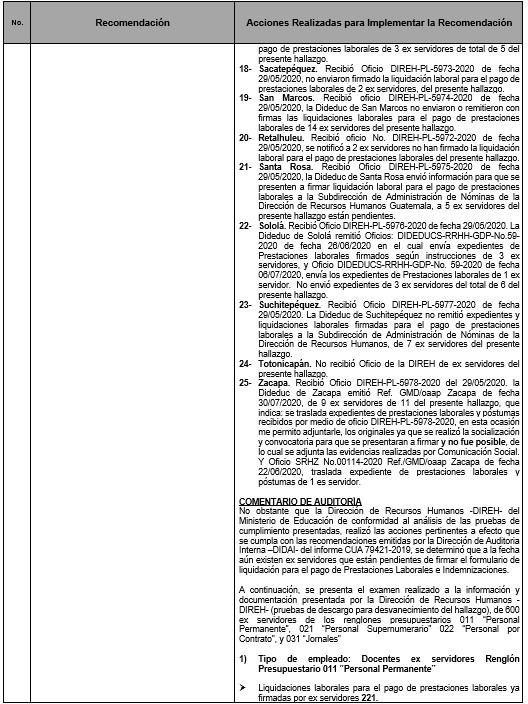 No.
Recomendación
Acciones Realizadas para Implementar la Recomendación
pago de prestaciones laborales de 3 ex servidores de total de 5 del
presente hallazgo.
18- Sacatepéquez. Recibió Oficio DIREH-PL-5973-2020 de fecha
29/05/2020, no enviaron firmado la liquidación laboral para el pago de
prestaciones laborales de 2 ex servidores, del presente hallazgo.
19- San Marcos. Recibió oficio DIREH-PL-5974-2020 de fecha
29/05/2020, la Dideduc de San Marcos no enviaron o remitieron con
firmas las liquidaciones laborales para el pago de prestaciones
laborales de 14 ex servidores del presente hallazgo.
20- Retalhuleu. Recibió oficio No. DIREH-PL-5972-2020 de fecha
29/05/2020, se notificó a 2 ex servidores no han firmado la liquidación
laboral para el pago de prestaciones laborales del presente hallazgo.
21- Santa Rosa. Recibió Oficio DIREH-PL-5975-2020 de fecha
29/05/2020, la Dideduc de Santa Rosa envió información para que se
presenten a firmar liquidación laboral para el pago de prestaciones
laborales a la Subdirección de Administración de Nóminas de la
Dirección de Recursos Humanos Guatemala, a 5 ex servidores del
presente hallazgo están pendientes.
22- Sololá. Recibió Oficio DIREH-PL-5976-2020 de fecha 29/05/2020. La
Dideduc de Sololá remitió Oficios: DIDEDUCS-RRHH-GDP-No.59-
2020 de fecha 26/06/2020 en el cual envía expedientes de
Prestaciones laborales firmados según instrucciones de 3 ex
servidores, y Oficio DIDEDUCS-RRHH-GDP-No. 59-2020 de fecha
06/07/2020, envía los expedientes de Prestaciones laborales de 1 ex
servidor. No envió expedientes de 3 ex servidores del total de 6 del
presente hallazgo.
23- Suchitepéquez. Recibió Oficio DIREH-PL-5977-2020 de fecha
29/05/2020. La Dideduc de Suchitepéquez no remitió expedientes y
liquidaciones laborales firmadas para el pago de prestaciones
laborales a la Subdirección de Administración de Nóminas de la
Dirección de Recursos Humanos, de 7 ex servidores del presente
hallazgo.
24- Totonicapán. No recibió Oficio de la DIREH de ex servidores del
presente hallazgo.
25- Zacapa. Recibió Oficio DIREH-PL-5978-2020 del 29/05/2020. la
Dideduc de Zacapa emitió Ref. GMD/oaap Zacapa de fecha
30/07/2020, de 9 ex servidores de 11 del presente hallazgo, que
indica: se traslada expedientes de prestaciones laborales y póstumas
recibidos por medio de oficio DIREH-PL-5978-2020, en esta ocasión
me permito adjuntarle, los originales ya que se realizó la socialización
y convocatoria para que se presentaran a firmar y no fue posible, de
lo cual se adjunta las evidencias realizadas por Comunicación Social.
Y Oficio SRHZ No.00114-2020 Ref./GMD/oaap Zacapa de fecha
22/06/2020, traslada expediente de prestaciones laborales y
póstumas de 1 es servidor.
COMENTARIO DE AUDITORÍA
No obstante que la Dirección de Recursos Humanos -DIREH- del
Ministerio de Educación de conformidad al análisis de las pruebas de
cumplimiento presentadas, realizó las acciones pertinentes a efecto que
se cumpla con las recomendaciones emitidas por la Dirección de Auditoria
Interna –DIDAI- del informe CUA 79421-2019, se determinó que a la fecha
aún existen ex servidores que están pendientes de firmar el formulario de
liquidación para el pago de Prestaciones Laborales e Indemnizaciones.
A continuación, se presenta el examen realizado a la información y
documentación presentada por la Dirección de Recursos Humanos -
DIREH- (pruebas de descargo para desvanecimiento del hallazgo), de 600
ex servidores de los renglones presupuestarios 011 “Personal
Permanente”, 021 “Personal Supernumerario” 022 “Personal por
Contrato”, y 031 “Jornales”
1) Tipo de empleado: Docentes ex servidores Renglón
Presupuestario 011 “Personal Permanente”
➢ Liquidaciones laborales para el pago de prestaciones laborales ya
firmadas por ex servidores 221.